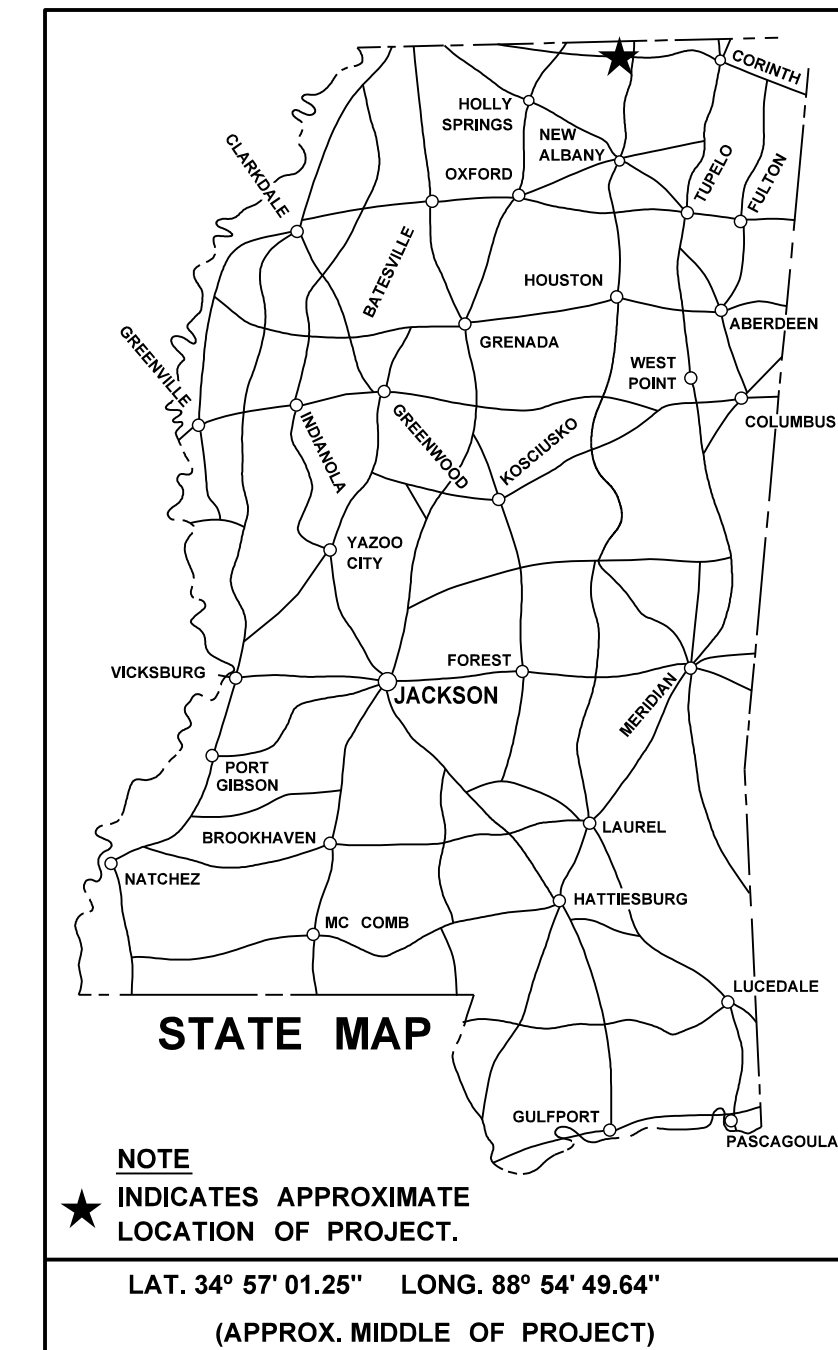 CORINTH
HOLLY
SPRINGS
NEW
ALBANY
CLARKDALE
OXFORD
TUPELO
FULTON
BATESVILLE
HOUSTON
ABERDEEN
GREENVILLE
GRENADA
WEST
POINT
COLUMBUS
INDIANOLA
GREENWOOD
KOSCIUSKO
YAZOO
CITY
VICKSBURG
FOREST
JACKSON
MERIDIAN
PORT
GIBSON
LAUREL
BROOKHAVEN
NATCHEZ
HATTIESBURG
MC COMB
LUCEDALE
STATE MAP
GULFPORT
PASCAGOULA
NOTE
INDICATES APPROXIMATE
LOCATION OF PROJECT.
LAT. 34º 57' 01.25" LONG. 88º 54' 49.64"
(APPROX. MIDDLE OF PROJECT)